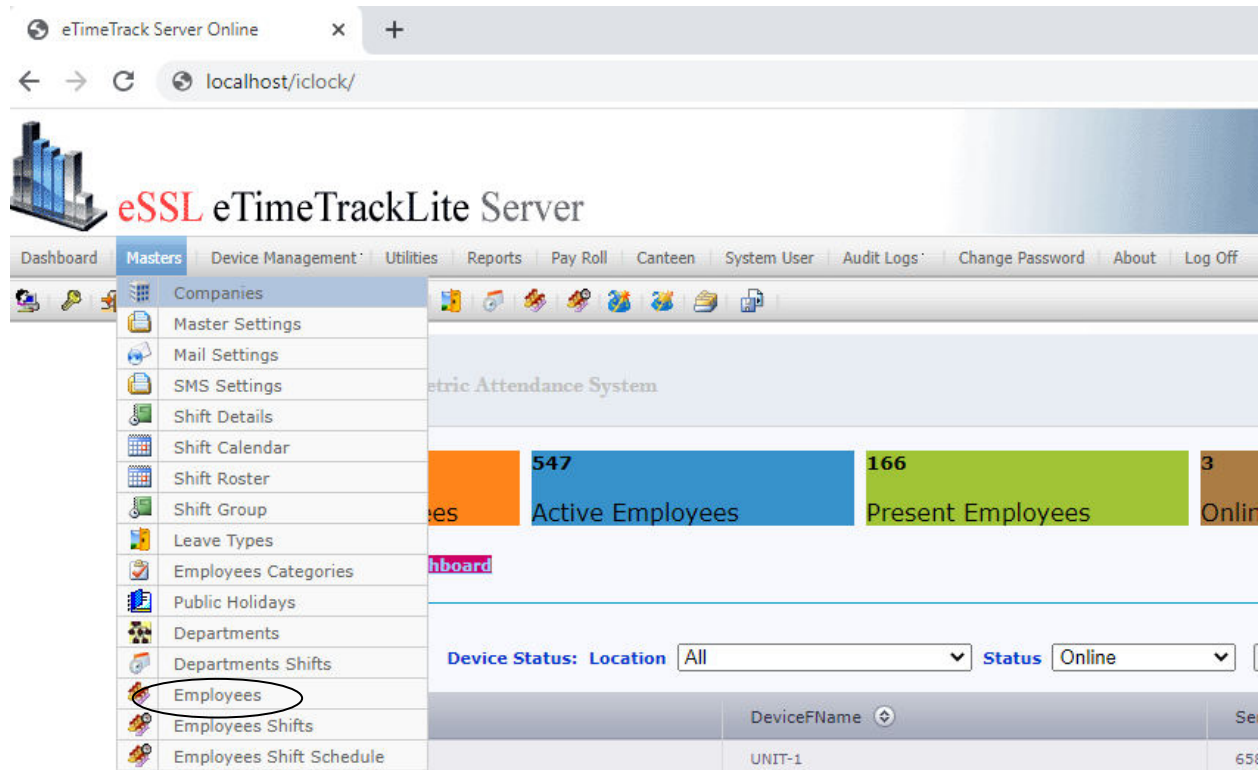 eTimeTrack Server Online
localhost/iclock/
eSSL eTimeTrackLite Server
Dashboard Masters Device Management Utilities Reports Pay Roll Canteen System User Audit Logs Change Password About Log Off
Companies
Master Settings
Mail Settings
SMS Settings
etric Attendance System
Shift Details
Shift Calendar
Shift Roster
Shift Group
547
Active Employees
166
Present Employees
3
Onlin
ees
Leave Types
Employees Categories
hboard
Public Holidays
Departments
Departments Shifts
Device Status: Location All Status Online
Employees
Employees Shifts
DeviceFName Se
Employees Shift Schedule
UNIT-1 658